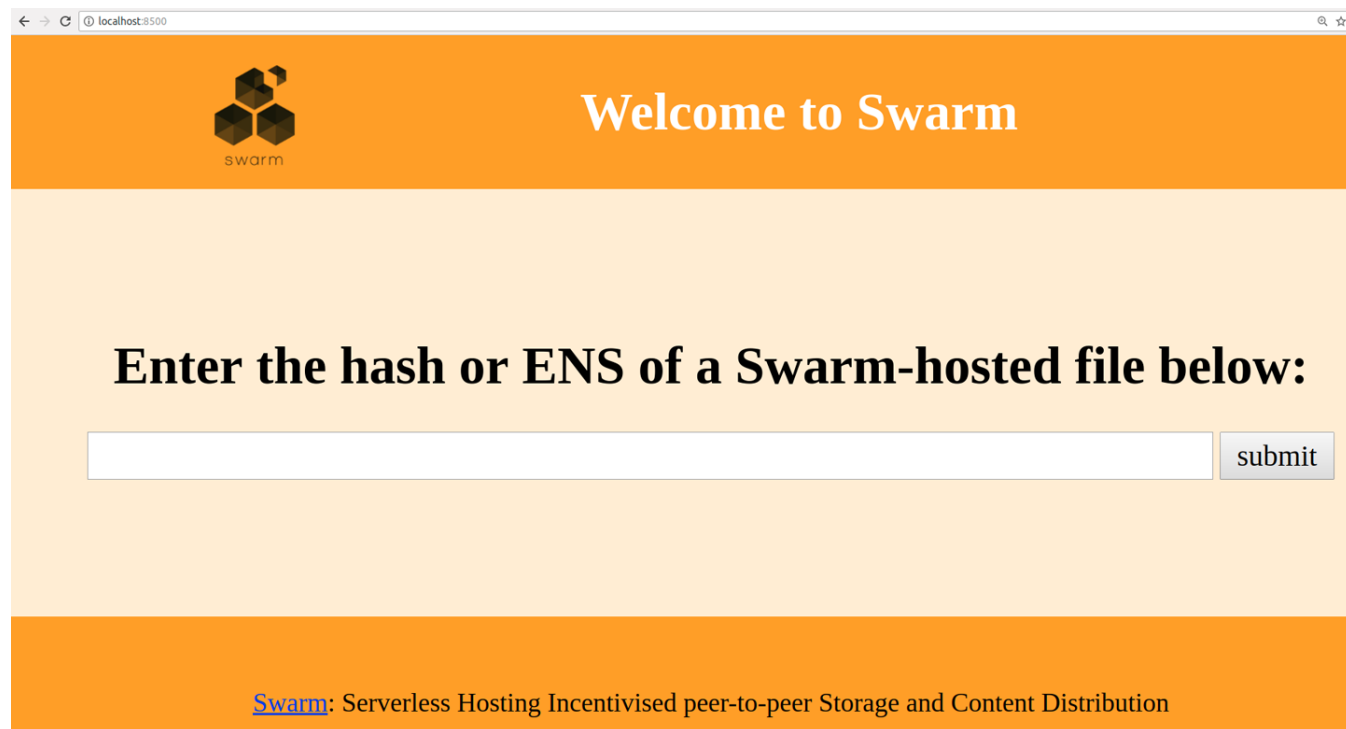 localhost:8500
swarm
Welcome to Swarm
Enter the hash or ENS of a Swarm-hosted file below:
submit
Swarm: Serverless Hosting Incentivised peer-to-peer Storage and Content Distribution